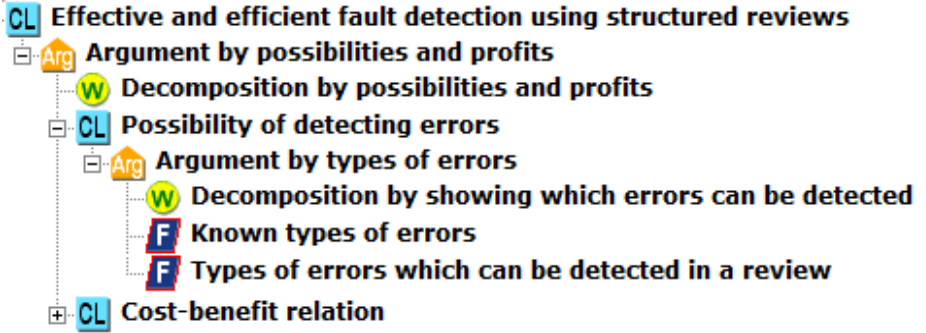 CL Effective and efficient fault detection using structured reviews
Arg Argument by possibilities and profits
W Decomposition by possibilities and profits
CL Possibility of detecting errors
Arg Argument by types of errors
W Decomposition by showing which errors can be detected
F Known types of errors
F Types of errors which can be detected in a review
CL Cost-benefit relation